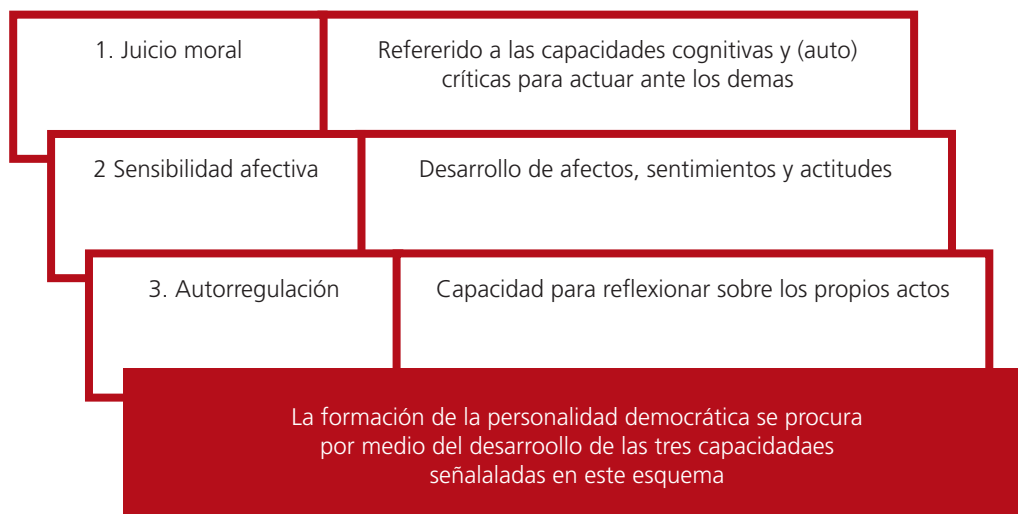 1. Juicio moral
Refererido a las capacidades cognitivas y (auto)
críticas para actuar ante los demas
2 Sensibilidad afectiva
Desarrollo de afectos, sentimientos y actitudes
3. Autorregulación
Capacidad para reflexionar sobre los propios actos
La formación de la personalidad democrática se procura
por medio del desarroollo de las tres capacidadaes
señalaladas en este esquema